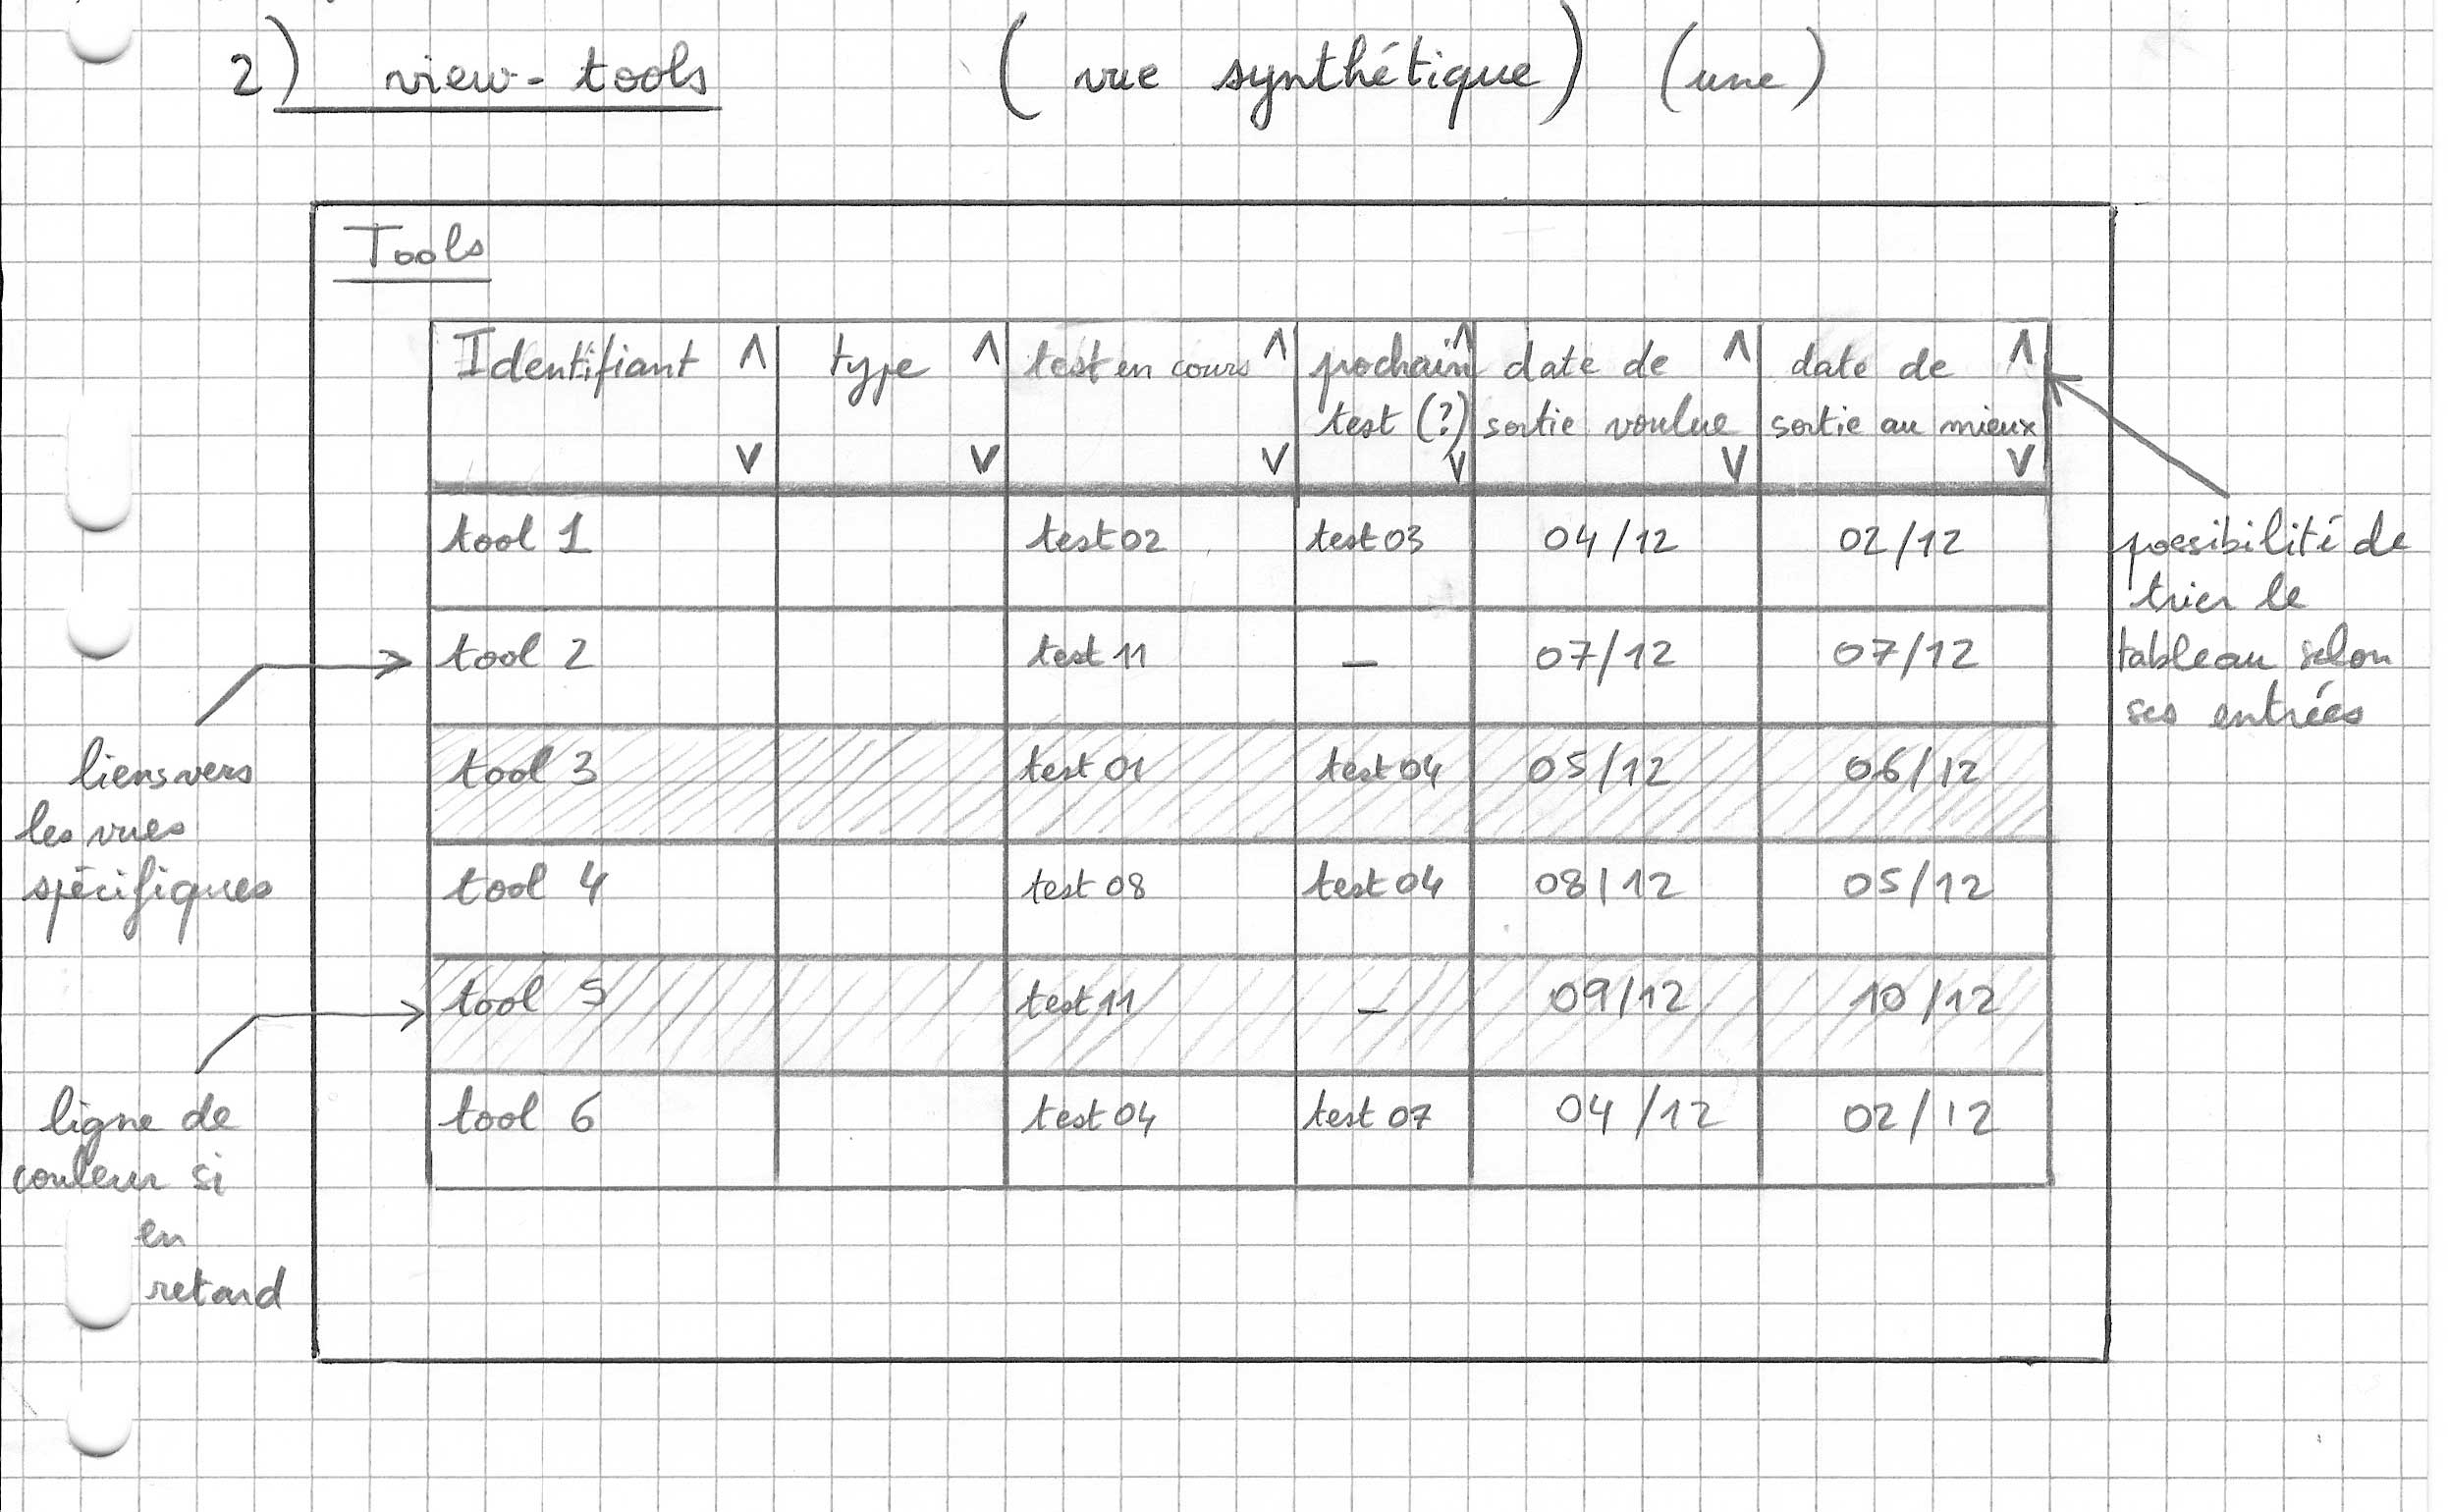 2) view-tools (vue synthétique) (une)
Tools
Identifiant ∧ type ∧ test en cours ∧ prochain ∧ date de ∧ date de ∧
test (?) sortie voulue sortie au mieux
∨ ∨ ∨ ∨ ∨ ∨
tool 1 test 02 test 03 04/12 02/12
tool 2 test 11 – 07/12 07/12
tool 3 test 01 test 04 05/12 06/12
tool 4 test 08 test 04 08/12 05/12
tool 5 test 11 – 09/12 10/12
tool 6 test 04 test 07 04/12 02/12
possibilité de
trier le
tableau selon
ses entrées
liens vers
les vues
spécifiques
ligne de
couleur si
en
retard